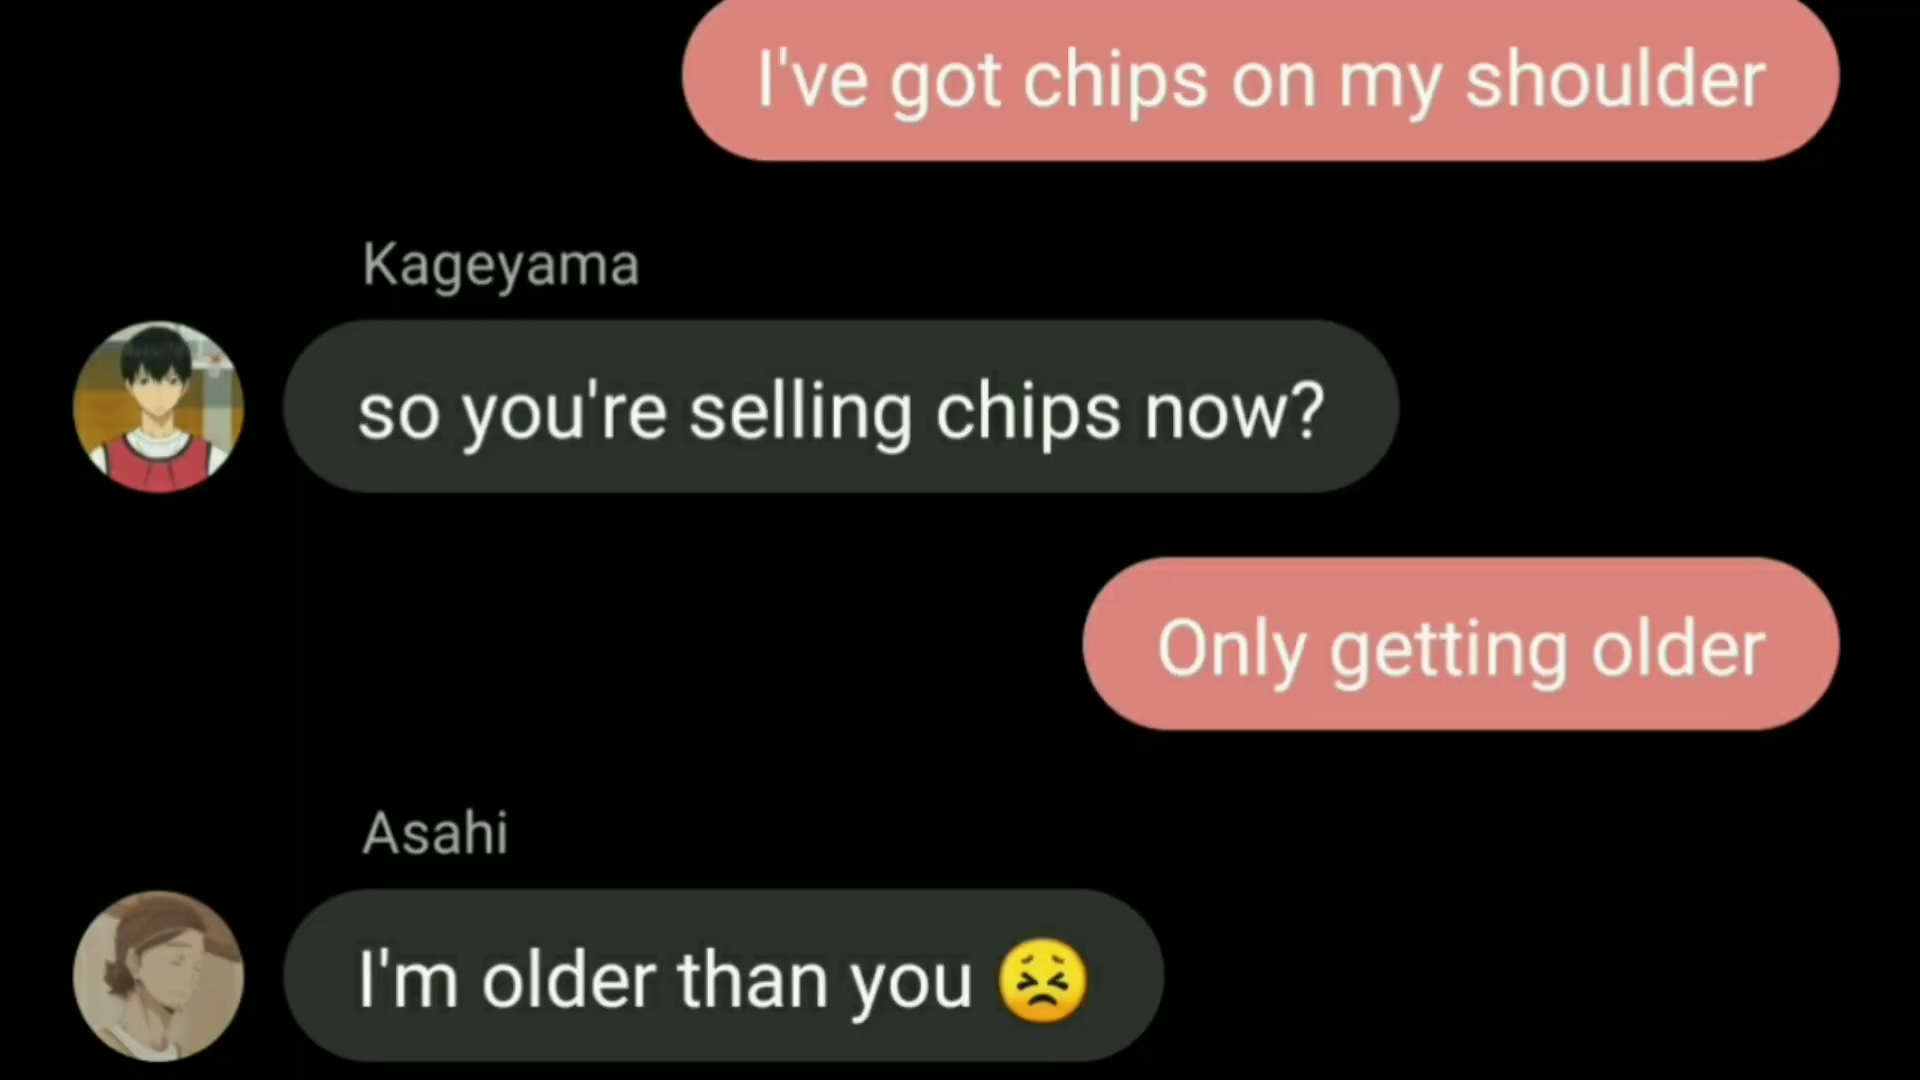 I've got chips on my shoulder
Kageyama
so you're selling chips now?
Only getting older
Asahi
I'm older than you 😣